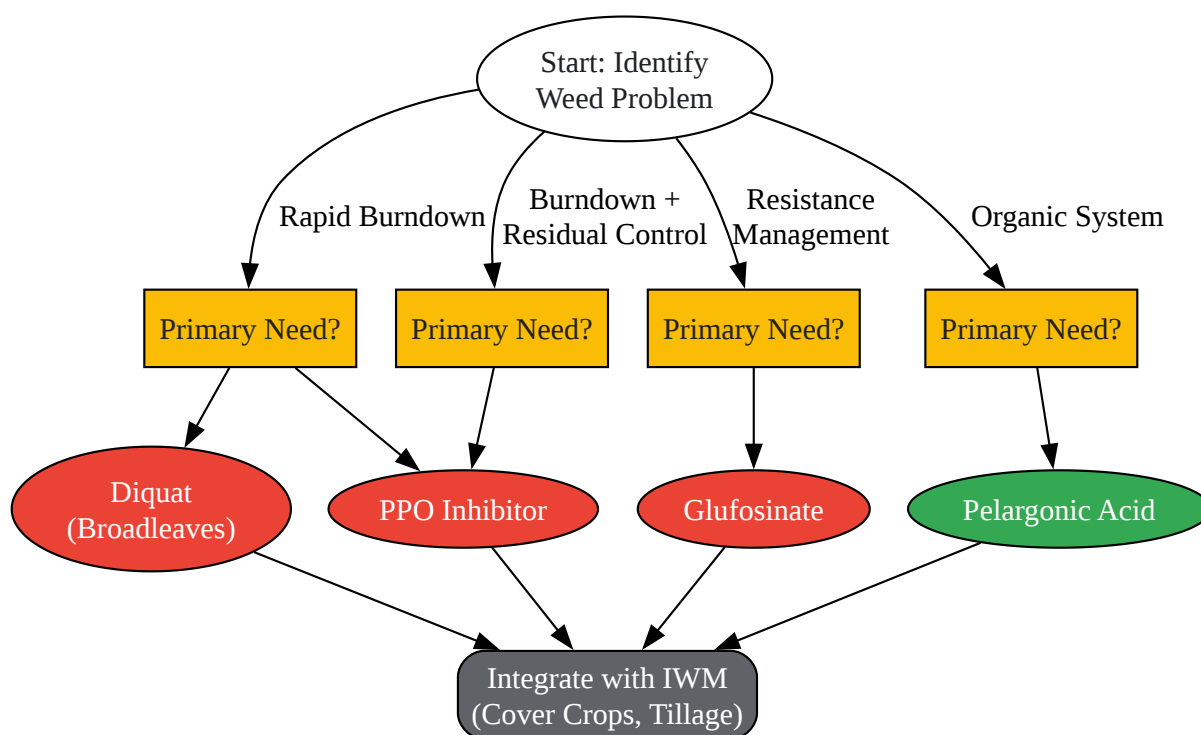 Start: Identify
Weed Problem
Rapid Burndown
Burndown +
Residual Control
Resistance
Management
Organic System
Primary Need?
Primary Need?
Primary Need?
Primary Need?
Diquat
(Broadleaves)
PPO Inhibitor
Glufosinate
Pelargonic Acid
Integrate with IWM
(Cover Crops, Tillage)